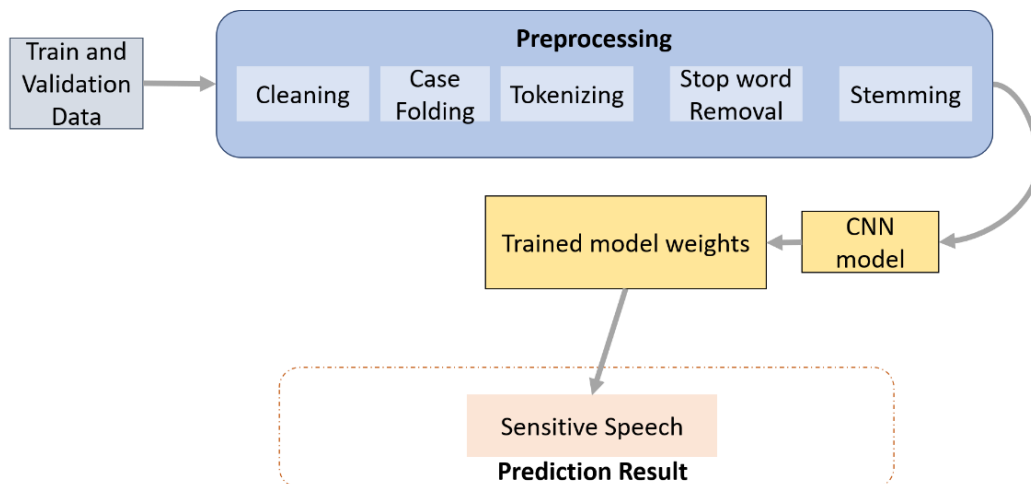 Train and
Validation
Data
Preprocessing
Cleaning
Case
Folding
Tokenizing
Stop word
Removal
Stemming
CNN
model
Trained model weights
Sensitive Speech
Prediction Result